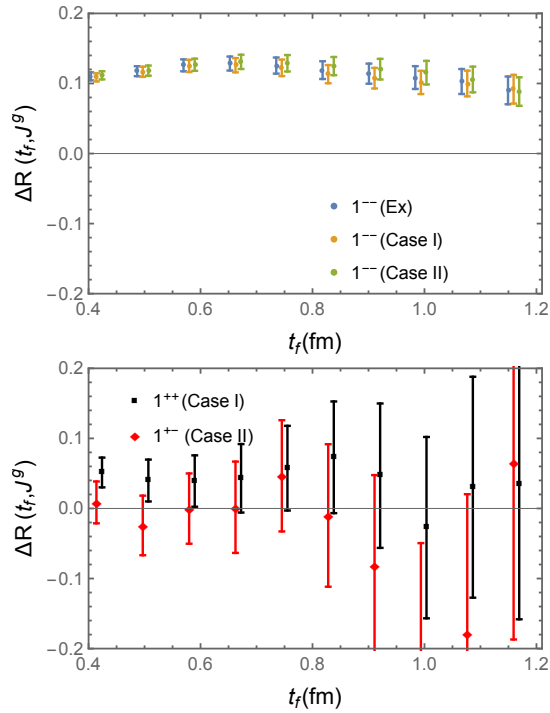 0.2
0.1
0.0
−0.1
−0.2
ΔR (t_f,J^g)
1⁻⁻(Ex)
1⁻⁻(Case I)
1⁻⁻(Case II)
0.4 0.6 0.8 1.0 1.2
t_f(fm)
0.2
0.1
0.0
−0.1
−0.2
ΔR (t_f,J^g)
1⁺⁺(Case I)
1⁺⁻ (Case II)
0.4 0.6 0.8 1.0 1.2
t_f(fm)